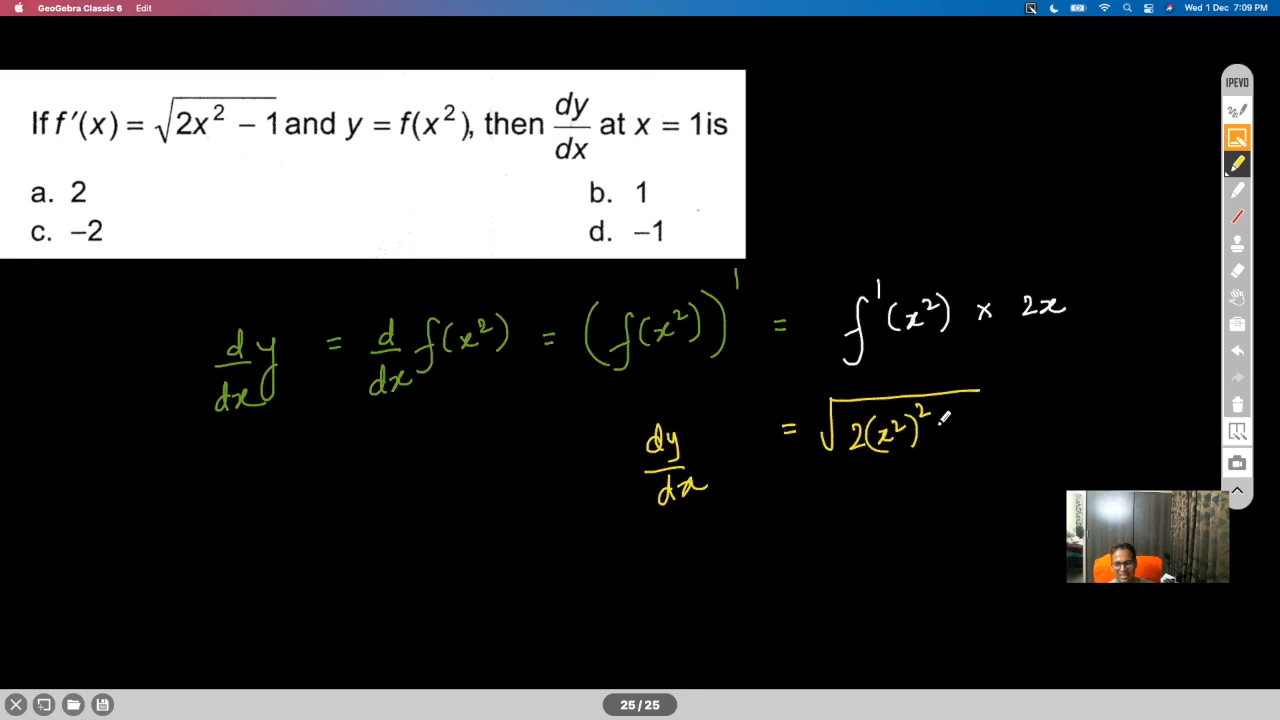 GeoGebra Classic 6 Edit Wed 1 Dec 7:09 PM
IPEVO
If f′(x) = √(2x² – 1) and y = f(x²), then dy/dx at x = 1 is
a. 2 b. 1
c. –2 d. –1
d/dx y = d/dx f(x²) = (f(x²))' = f'(x²) × 2x
dy/dx = √(2(x²)²
25/25